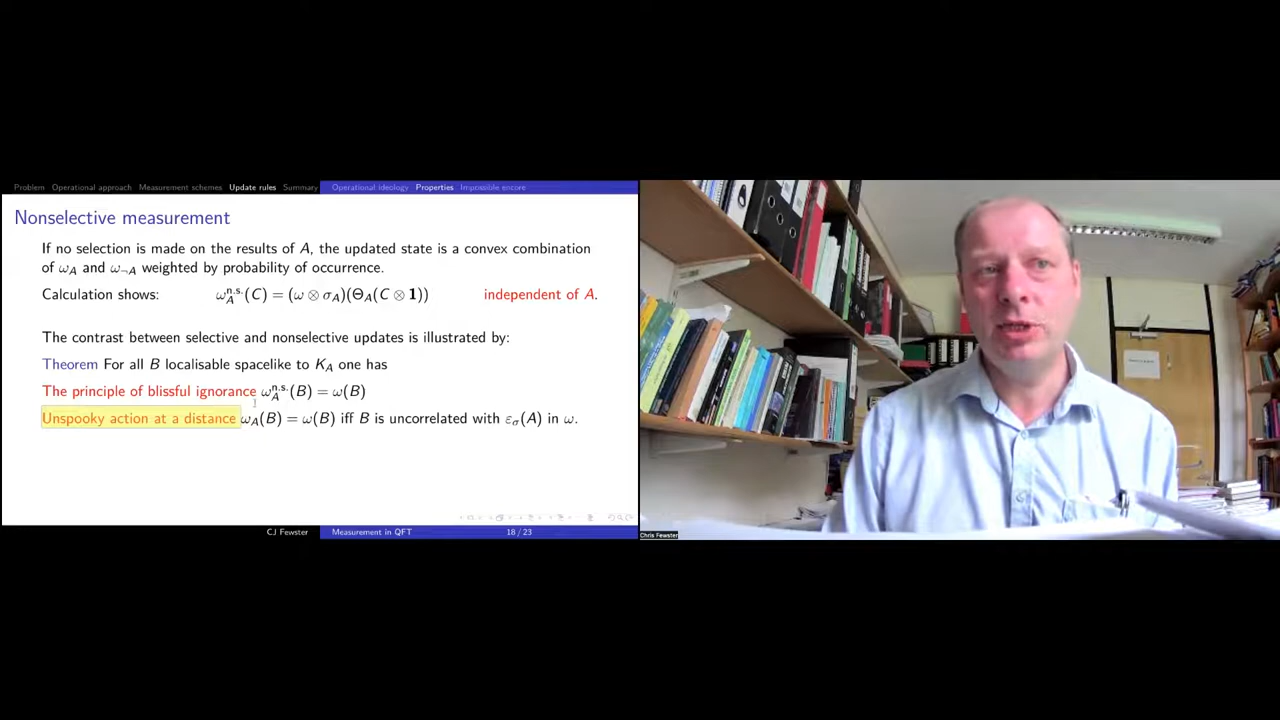 Problem Operational approach Measurement schemes Update rules Summary Operational ideology Properties Impossible encore
Nonselective measurement
If no selection is made on the results of A, the updated state is a convex combination
of ω_A and ω_¬A weighted by probability of occurrence.
Calculation shows: ω_A^n.s.(C) = (ω ⊗ σ_A)(Θ_A(C ⊗ 1)) independent of A.
The contrast between selective and nonselective updates is illustrated by:
Theorem For all B localisable spacelike to K_A one has
The principle of blissful ignorance ω_A^n.s.(B) = ω(B)
Unspooky action at a distance ω_A(B) = ω(B) iff B is uncorrelated with ε_σ(A) in ω.
CJ Fewster Measurement in QFT 18 / 23
Chris Fewster